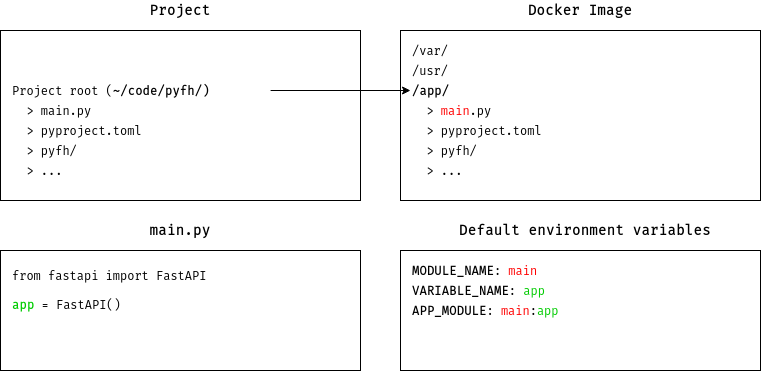 Project
Project root (~/code/pyfh/)
> main.py
> pyproject.toml
> pyfh/
> ...
Docker Image
/var/
/usr/
/app/
> main.py
> pyproject.toml
> pyfh/
> ...
main.py
from fastapi import FastAPI
app = FastAPI()
Default environment variables
MODULE_NAME: main
VARIABLE_NAME: app
APP_MODULE: main:app